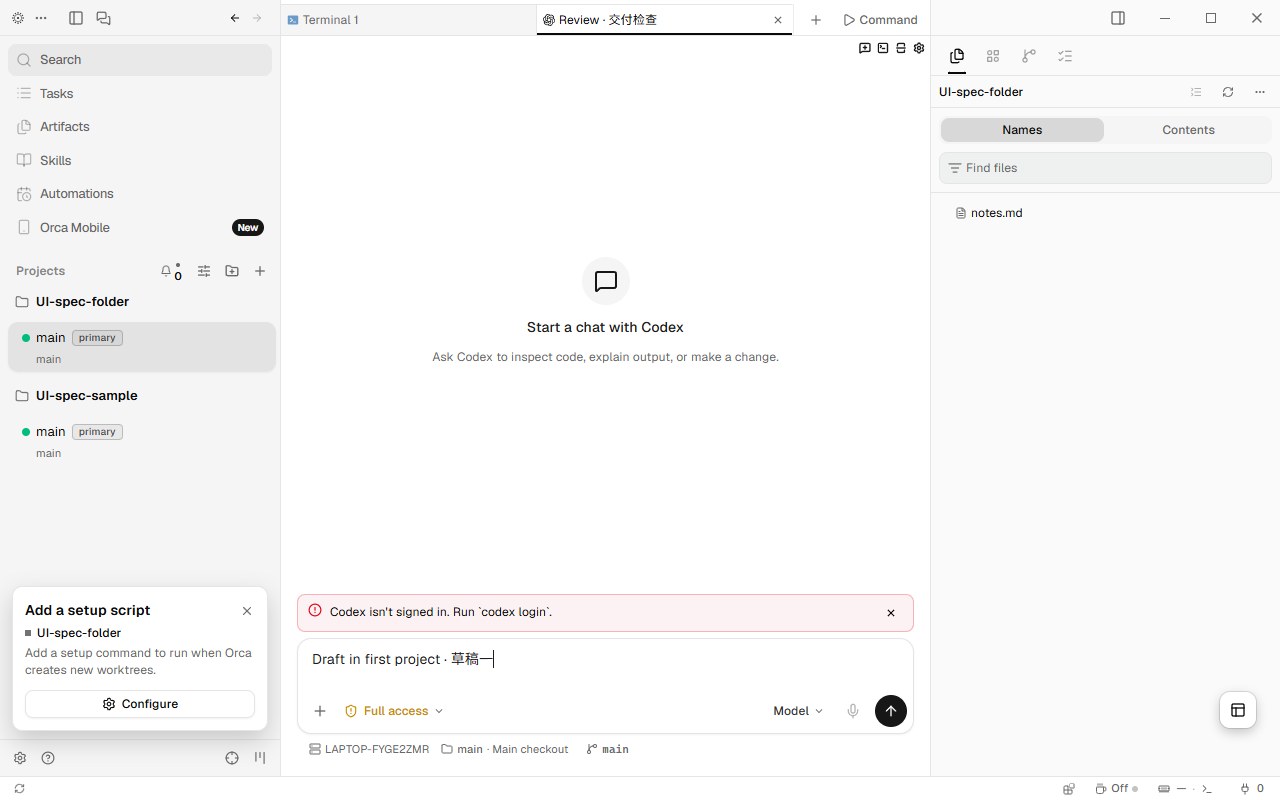 Terminal 1
Review · 交付检查
Command
Search
Tasks
Artifacts
Skills
Automations
Orca Mobile
New
Projects
0
UI-spec-folder
main primary
main
UI-spec-sample
main primary
main
Add a setup script
UI-spec-folder
Add a setup command to run when Orca
creates new worktrees.
Configure
Start a chat with Codex
Ask Codex to inspect code, explain output, or make a change.
Codex isn't signed in. Run `codex login`.
Draft in first project · 草稿一
Full access
Model
LAPTOP-FYGE2ZMR
main · Main checkout
main
UI-spec-folder
Names
Contents
Find files
notes.md
Off
— ·
0